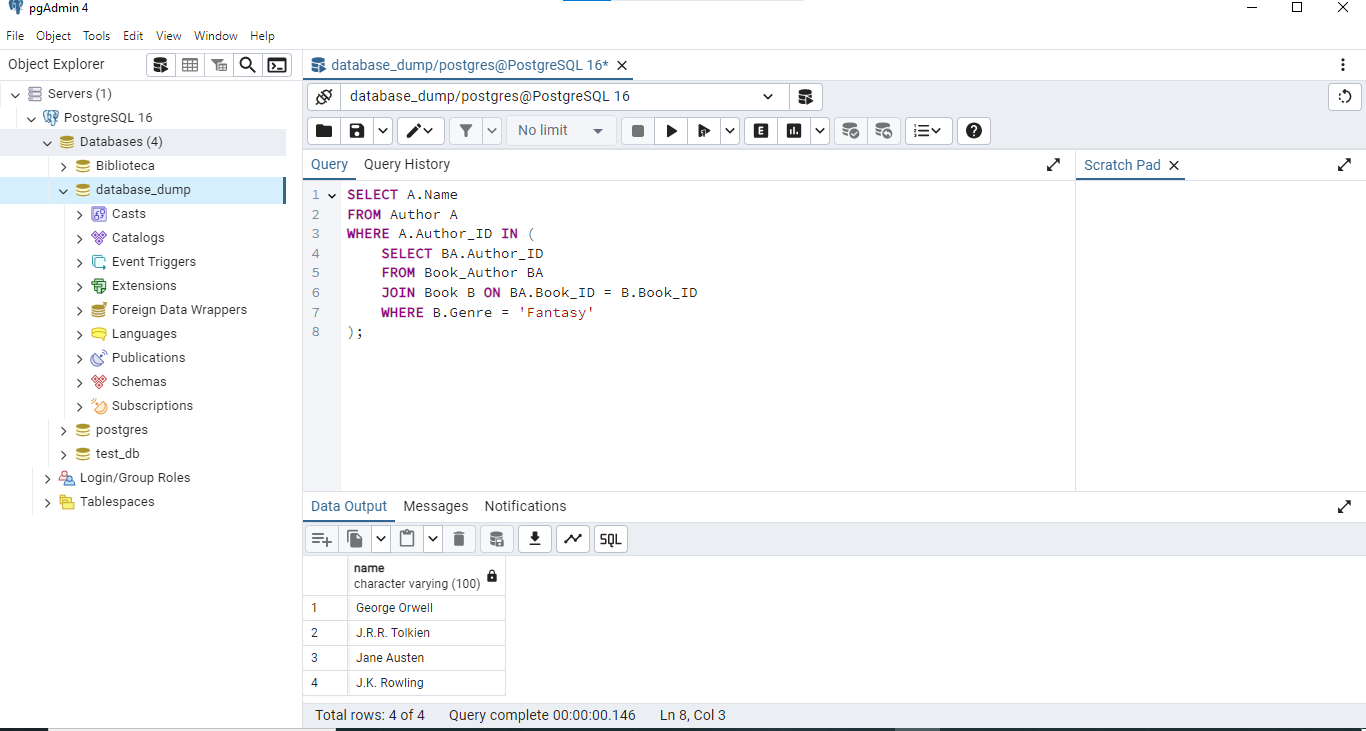 pgAdmin 4
File Object Tools Edit View Window Help
Object Explorer
Servers (1)
PostgreSQL 16
Databases (4)
Biblioteca
database_dump
Casts
Catalogs
Event Triggers
Extensions
Foreign Data Wrappers
Languages
Publications
Schemas
Subscriptions
postgres
test_db
Login/Group Roles
Tablespaces
database_dump/postgres@PostgreSQL 16*
database_dump/postgres@PostgreSQL 16
No limit
E
Query Query History
Scratch Pad
1 SELECT A.Name
2 FROM Author A
3 WHERE A.Author_ID IN (
4 SELECT BA.Author_ID
5 FROM Book_Author BA
6 JOIN Book B ON BA.Book_ID = B.Book_ID
7 WHERE B.Genre = 'Fantasy'
8 );
Data Output Messages Notifications
SQL
name
character varying (100)
1 George Orwell
2 J.R.R. Tolkien
3 Jane Austen
4 J.K. Rowling
Total rows: 4 of 4 Query complete 00:00:00.146 Ln 8, Col 3